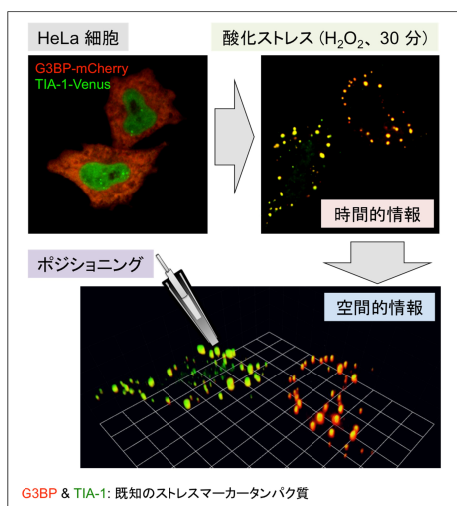 HeLa 細胞
酸化ストレス (H₂O₂、30 分)
G3BP-mCherry
TIA-1-Venus
時間的情報
ポジショニング
空間的情報
G3BP & TIA-1: 既知のストレスマーカータンパク質